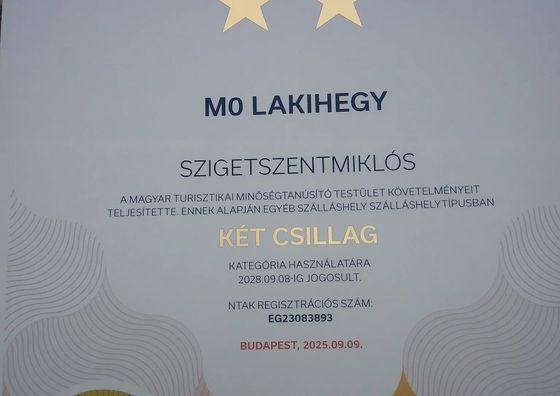 M0 LAKIHEGY
SZIGETSZENTMIKLÓS
A MAGYAR TURISZTIKAI MINŐSÉGTANÚSÍTÓ TESTÜLET KÖVETELMÉNYEIT
TELJESÍTETTE. ENNEK ALAPJÁN EGYÉB SZÁLLÁSHELY SZÁLLÁSHELYTÍPUSBAN
KÉT CSILLAG
KATEGÓRIA HASZNÁLATÁRA
2028.09.08-IG JOGOSULT.
NTAK REGISZTRÁCIÓS SZÁM:
EG23083893
BUDAPEST, 2025.09.09.